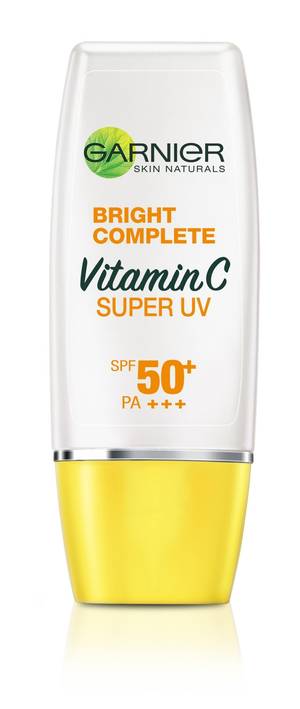 GARNIER
SKIN NATURALS
BRIGHT
COMPLETE
Vitamin C
SUPER UV
SPF 50+
PA +++